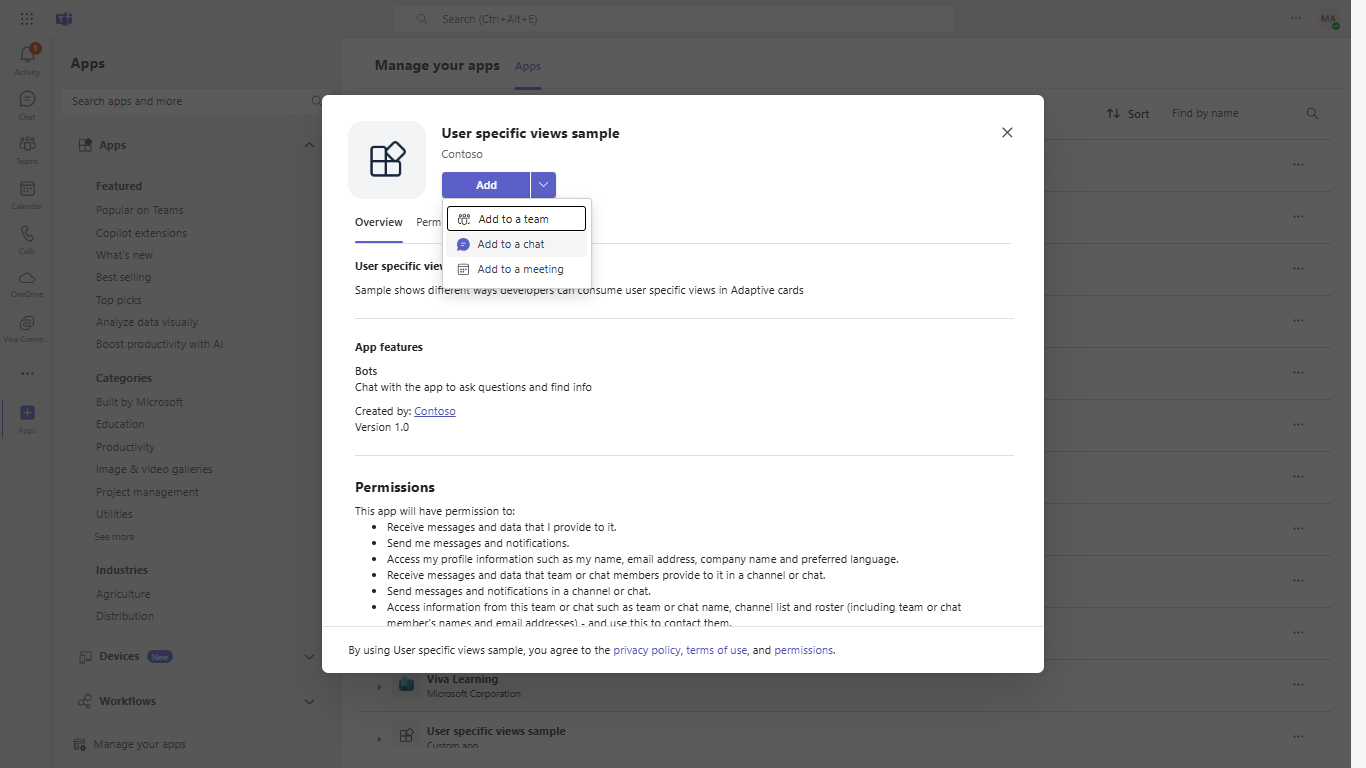 Search (Ctrl+Alt+E)
MA
1
Activity
Chat
Teams
Calendar
Calls
OneDrive
Viva Conne...
Apps
Apps
Search apps and more
Apps
Featured
Popular on Teams
Copilot extensions
What's new
Best selling
Top picks
Analyze data visually
Boost productivity with AI
Categories
Built by Microsoft
Education
Productivity
Image & video galleries
Project management
Utilities
See more
Industries
Agriculture
Distribution
Devices New
Workflows
Manage your apps
Manage your apps Apps
Sort Find by name
User specific views sample
Contoso
Add
Add to a team
Add to a chat
Add to a meeting
Overview Perm
User specific view
Sample shows different ways developers can consume user specific views in Adaptive cards
App features
Bots
Chat with the app to ask questions and find info
Created by: Contoso
Version 1.0
Permissions
This app will have permission to:
Receive messages and data that I provide to it.
Send me messages and notifications.
Access my profile information such as my name, email address, company name and preferred language.
Receive messages and data that team or chat members provide to it in a channel or chat.
Send messages and notifications in a channel or chat.
Access information from this team or chat such as team or chat name, channel list and roster (including team or chat
member's names and email addresses) - and use this to contact them.
By using User specific views sample, you agree to the privacy policy, terms of use, and permissions.
Viva Learning
Microsoft Corporation
User specific views sample
Custom app